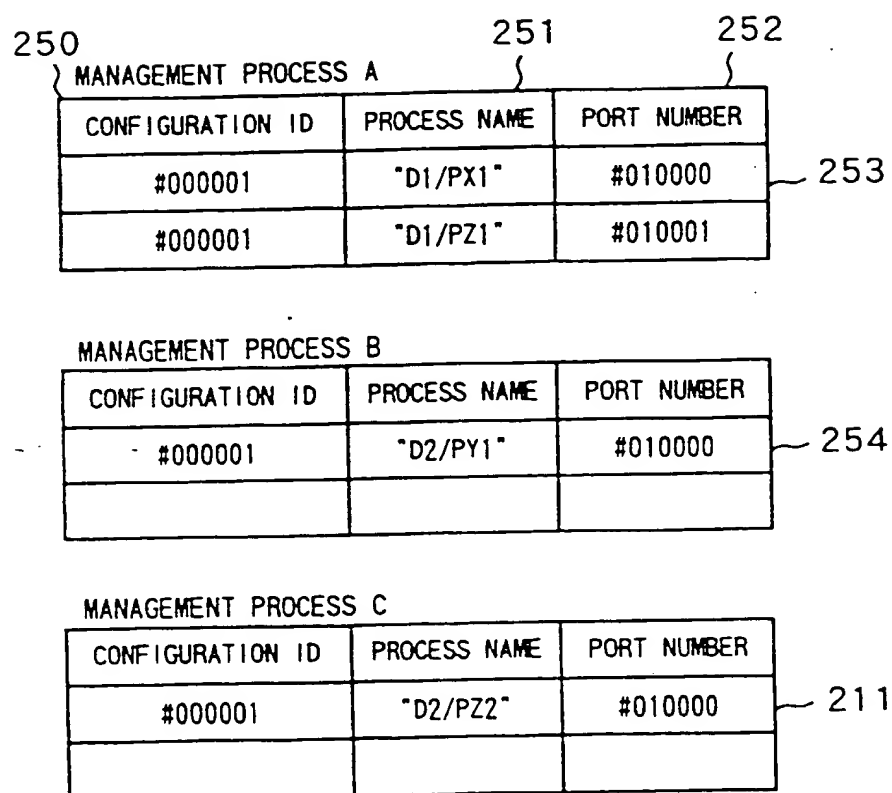 250 251 252
MANAGEMENT PROCESS A
CONFIGURATION ID PROCESS NAME PORT NUMBER
#000001 "D1/PX1" #010000 253
#000001 "D1/PZ1" #010001
MANAGEMENT PROCESS B
CONFIGURATION ID PROCESS NAME PORT NUMBER
#000001 "D2/PY1" #010000 254
MANAGEMENT PROCESS C
CONFIGURATION ID PROCESS NAME PORT NUMBER
#000001 "D2/PZ2" #010000 211